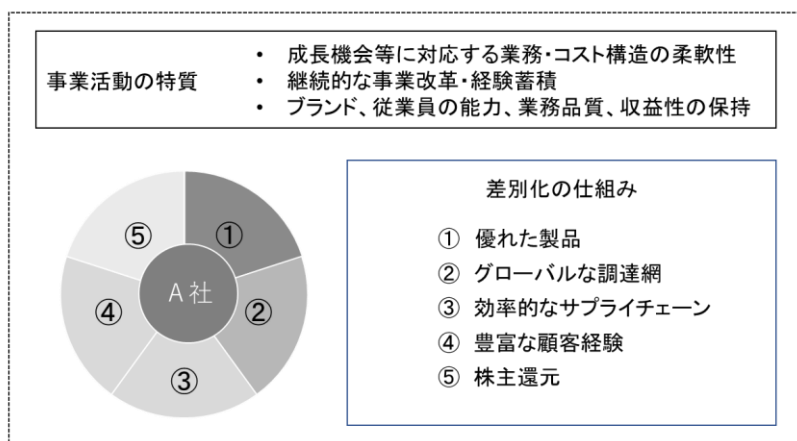 事業活動の特質
• 成長機会等に対応する業務・コスト構造の柔軟性
• 継続的な事業改革・経験蓄積
• ブランド、従業員の能力、業務品質、収益性の保持
⑤
①
A社
④
②
③
差別化の仕組み
① 優れた製品
② グローバルな調達網
③ 効率的なサプライチェーン
④ 豊富な顧客経験
⑤ 株主還元